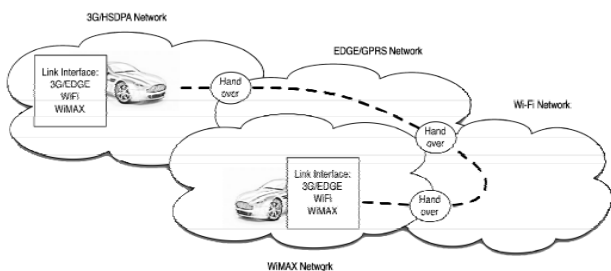 3G/HSDPA Network
EDGE/GPRS Network
Link Interface:
3G/EDGE
WiFi
WiMAX
Hand
over
Wi-Fi Network
Hand
over
Link Interface:
3G/EDGE
WiFi
WiMAX
Hand
over
WiMAX Network